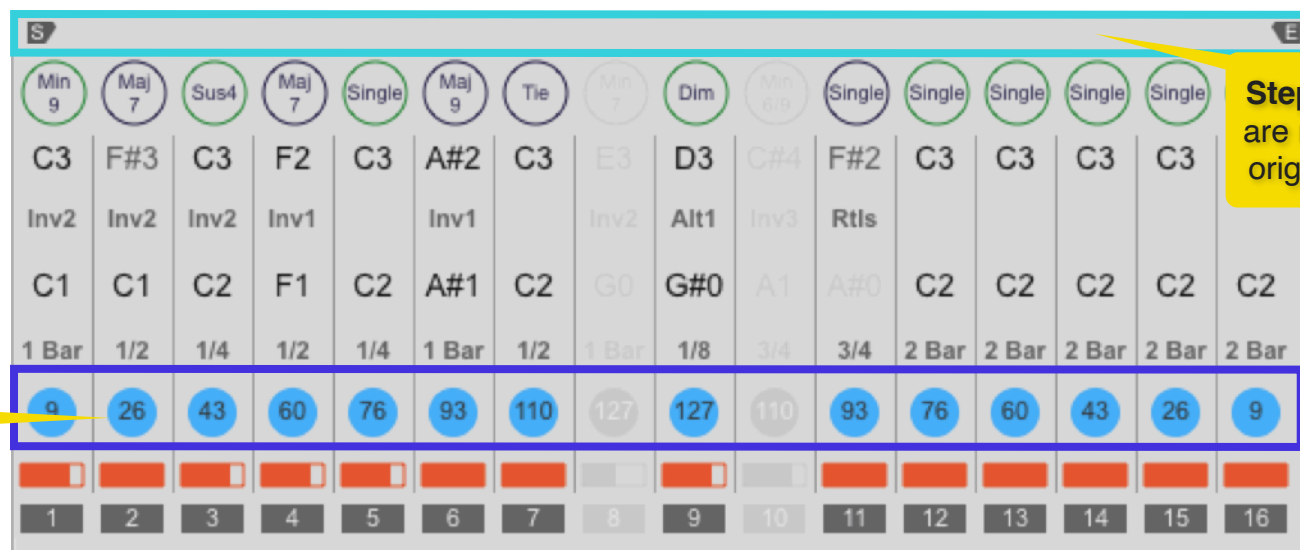 S E
Min 9 Maj 7 Sus4 Maj 7 Single Maj 9 Tie Min 7 Dim Min 6/9 Single Single Single Single Single
Step
are
orig
C3 F#3 C3 F2 C3 A#2 C3 E3 D3 C#4 F#2 C3 C3 C3 C3
Inv2 Inv2 Inv2 Inv1 Inv1 Inv2 Alt1 Inv3 Rtls
C1 C1 C2 F1 C2 A#1 C2 G0 G#0 A1 A#0 C2 C2 C2 C2 C2
1 Bar 1/2 1/4 1/2 1/4 1 Bar 1/2 1 Bar 1/8 3/4 3/4 2 Bar 2 Bar 2 Bar 2 Bar 2 Bar
9 26 43 60 76 93 110 127 127 110 93 76 60 43 26 9
1 2 3 4 5 6 7 8 9 10 11 12 13 14 15 16